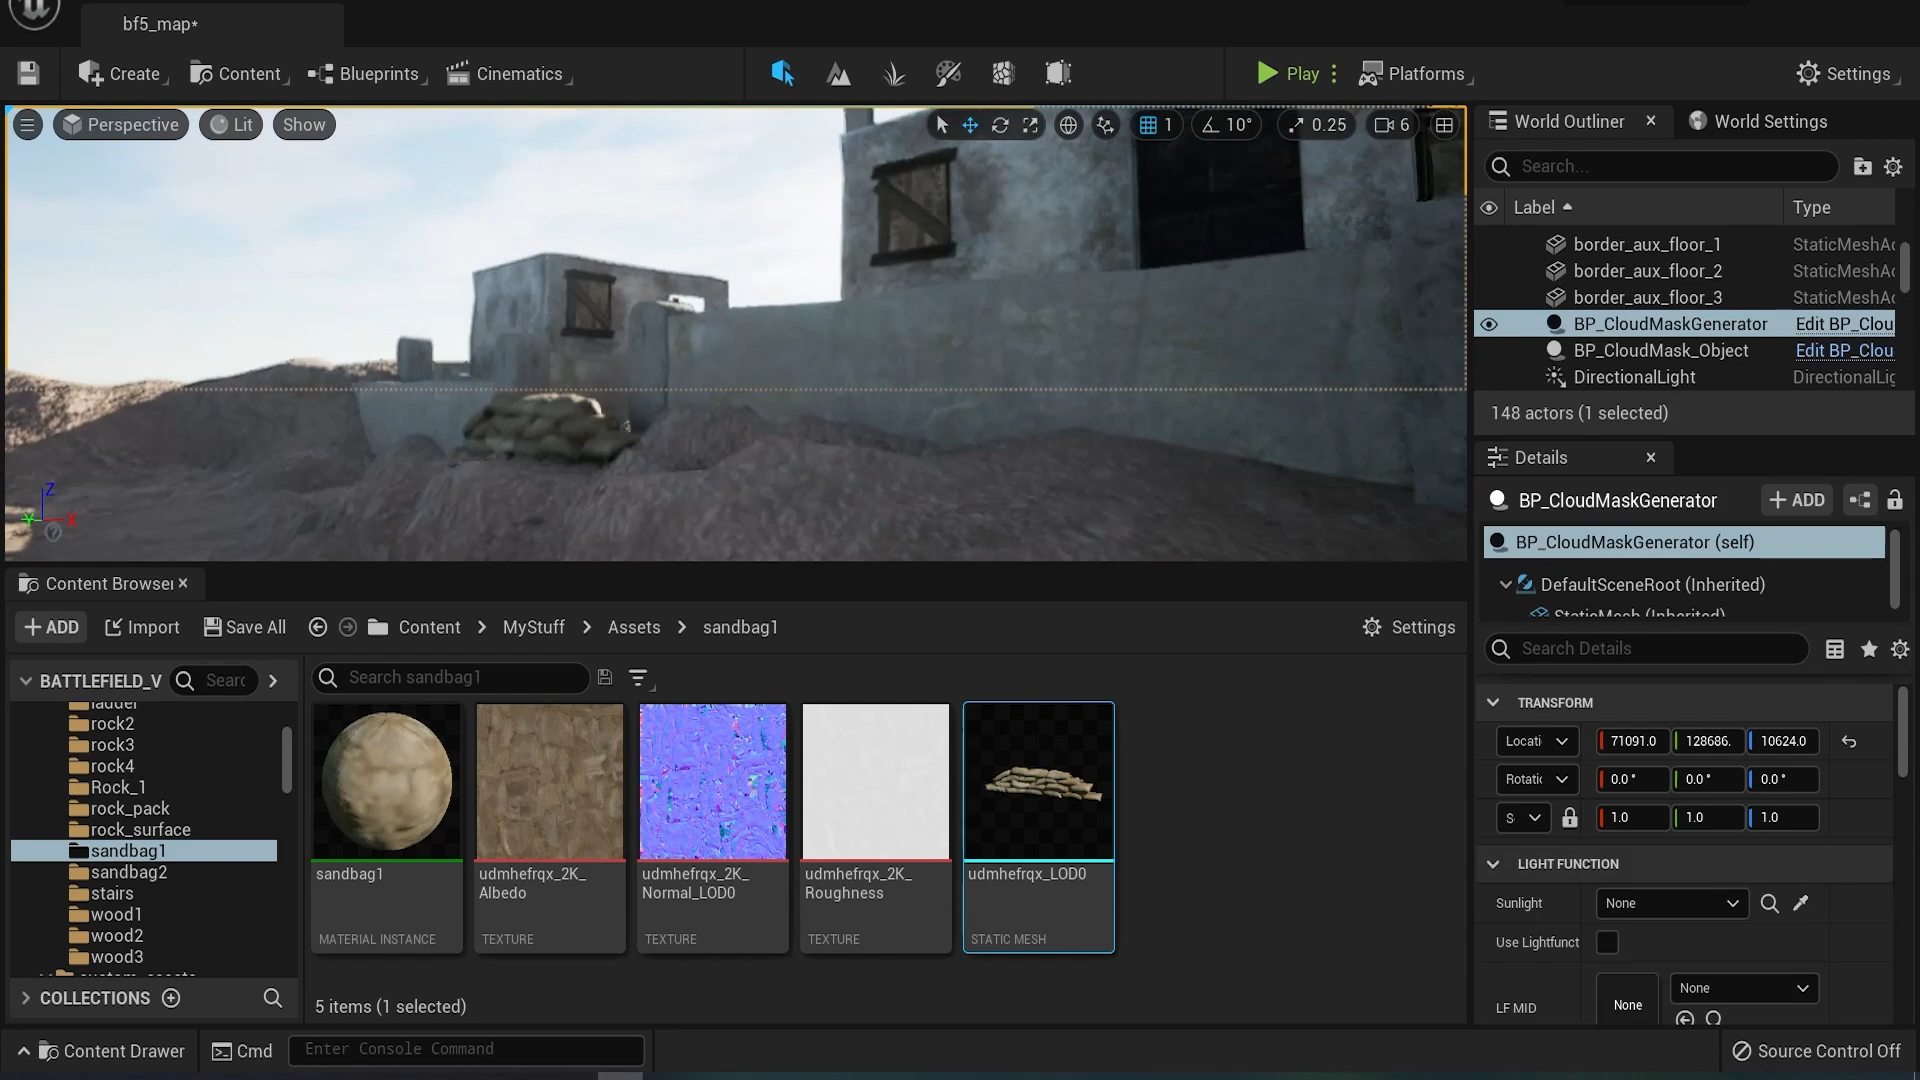 bf5_map*
Create
Content
Blueprints
Cinematics
Play
Platforms
Settings
Perspective
Lit
Show
1
10°
0.25
6
Z
Y
X
World Outliner
World Settings
Search...
Label
Type
border_aux_floor_1
StaticMeshAc
border_aux_floor_2
StaticMeshAc
border_aux_floor_3
StaticMeshAc
BP_CloudMaskGenerator
Edit BP_Clou
BP_CloudMask_Object
Edit BP_Clou
DirectionalLight
DirectionalLig
148 actors (1 selected)
Details
BP_CloudMaskGenerator
+ ADD
BP_CloudMaskGenerator (self)
DefaultSceneRoot (Inherited)
StaticMesh (Inherited)
Search Details
TRANSFORM
Locati
71091.0
128686.
10624.0
Rotatic
0.0°
0.0°
0.0°
S
1.0
1.0
1.0
LIGHT FUNCTION
Sunlight
None
Use Lightfunct
LF MID
None
None
Content Browser
+ ADD
Import
Save All
Content > MyStuff > Assets > sandbag1
Settings
BATTLEFIELD_V
Searc
Search sandbag1
ladder
rock2
rock3
rock4
Rock_1
rock_pack
rock_surface
sandbag1
sandbag2
stairs
wood1
wood2
wood3
custom_assets
COLLECTIONS
sandbag1
MATERIAL INSTANCE
udmhefrqx_2K_
Albedo
TEXTURE
udmhefrqx_2K_
Normal_LOD0
TEXTURE
udmhefrqx_2K_
Roughness
TEXTURE
udmhefrqx_LOD0
STATIC MESH
5 items (1 selected)
Content Drawer
Cmd
Enter Console Command
Source Control Off